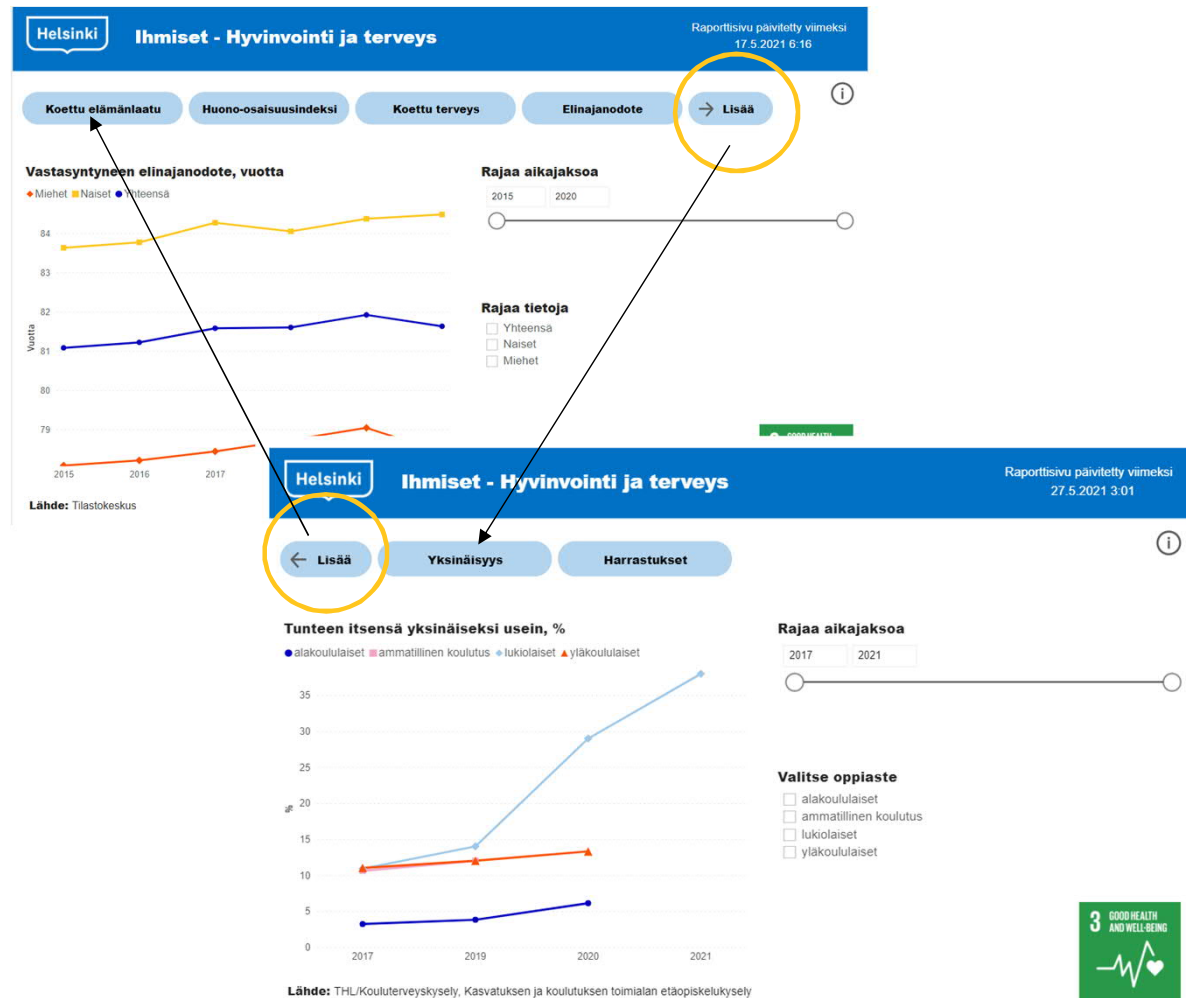 Helsinki
Ihmiset - Hyvinvointi ja terveys
Raporttisivu päivitetty viimeksi
17.5.2021 6:16
Koettu elämänlaatu
Huono-osaisuusindeksi
Koettu terveys
Elinajanodote
→ Lisää
i
Vastasyntyneen elinajanodote, vuotta
Miehet Naiset Yhteensä
Vuotta
84
83
82
81
80
79
2015 2016 2017
Lähde: Tilastokeskus
Rajaa aikajaksoa
2015 2020
Rajaa tietoja
Yhteensä
Naiset
Miehet
Helsinki
Ihmiset - Hyvinvointi ja terveys
Raporttisivu päivitetty viimeksi
27.5.2021 3:01
← Lisää
Yksinäisyys
Harrastukset
i
Tunteen itsensä yksinäiseksi usein, %
alakoululaiset ammatillinen koulutus lukiolaiset yläkoululaiset
%
35
30
25
20
15
10
5
0
2017 2019 2020 2021
Lähde: THL/Kouluterveyskysely, Kasvatuksen ja koulutuksen toimialan etäopiskelukysely
Rajaa aikajaksoa
2017 2021
Valitse oppiaste
alakoululaiset
ammatillinen koulutus
lukiolaiset
yläkoululaiset
3 GOOD HEALTH
AND WELL-BEING